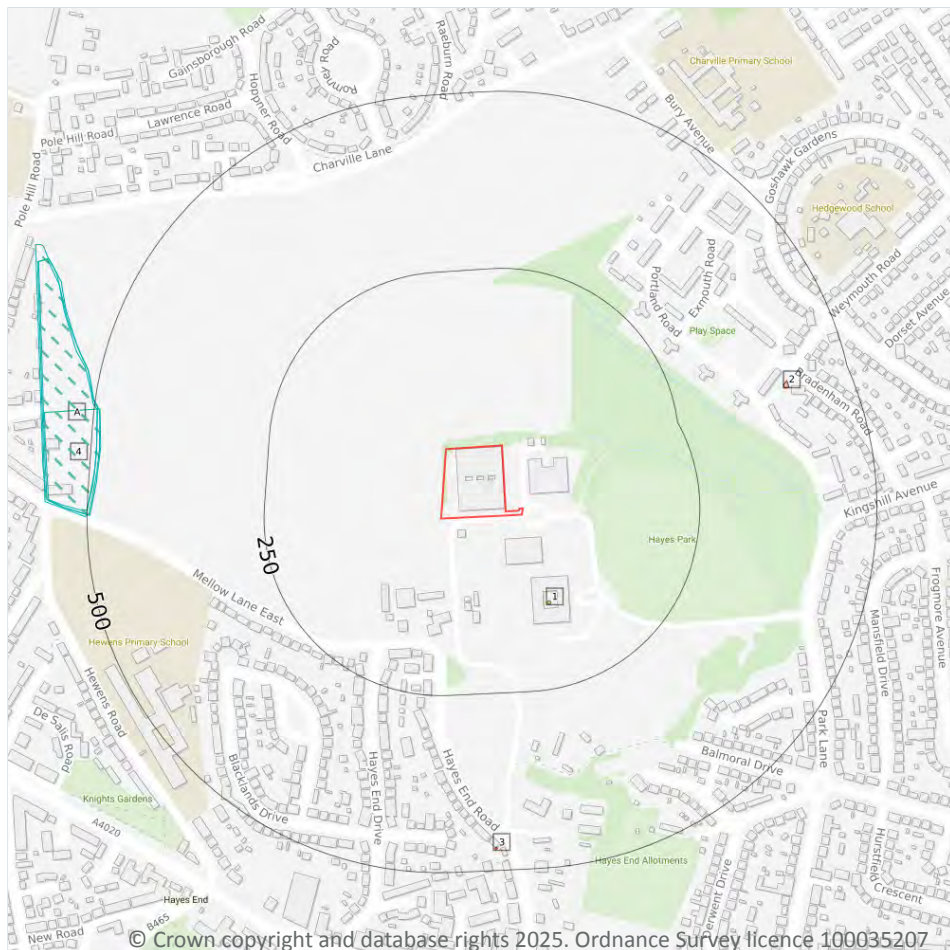 Gainsborough Road
Romney Road
Raeburn Road
Charville Primary School
Hoppner Road
Lawrence Road
Pole Hill Road
Bury Avenue
Charville Lane
Goshawk Gardens
Pole Hill Road
Hedgewood School
Weymouth Road
Dorset Avenue
Exmouth Road
Portland Road
Play Space
2
Bradenham Road
A
4
Kingshill Avenue
Hayes Park
250
1
500
Mellow Lane East
Frogmore Avenue
Mansfield Drive
Hewens Primary School
Hewens Road
De Salis Road
Park Lane
Balmoral Drive
Blacklands Drive
Hayes End Drive
Hayes End Road
Knights Gardens
A4020
3
Hayes End Allotments
Hurstfield
Crescent
Derwent Drive
Hayes End
B465
New Road
© Crown copyright and database rights 2025. Ordnance Survey licence 100035207